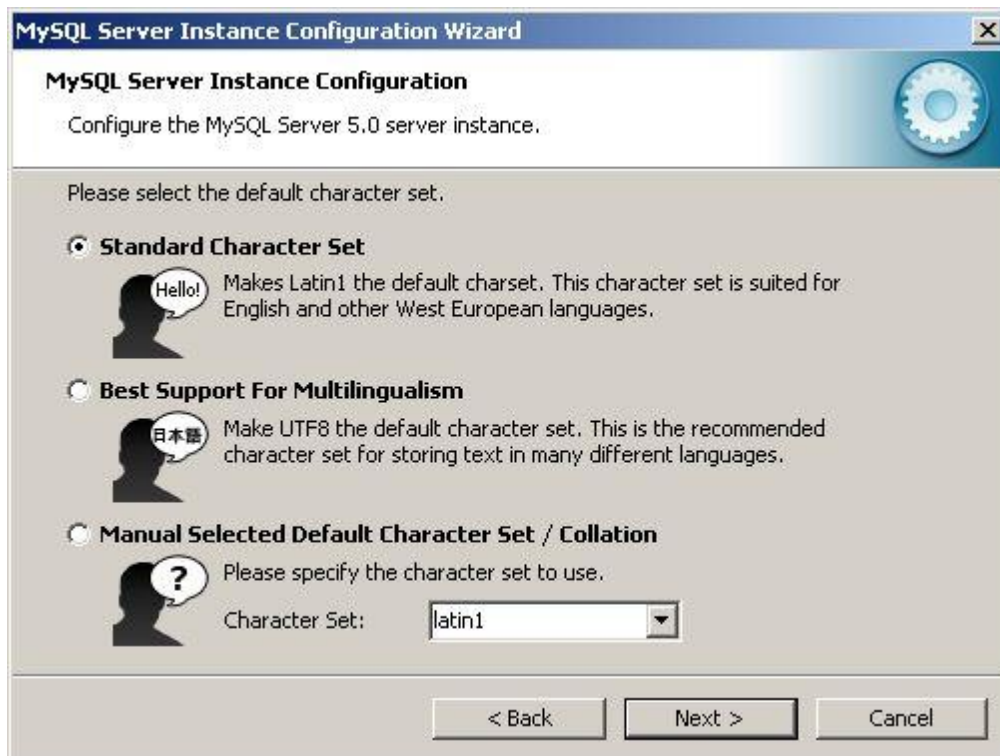 MySQL Server Instance Configuration Wizard
MySQL Server Instance Configuration
Configure the MySQL Server 5.0 server instance.
Please select the default character set.
Standard Character Set
Hello!
Makes Latin1 the default charset. This character set is suited for
English and other West European languages.
Best Support For Multilingualism
日本語
Make UTF8 the default character set. This is the recommended
character set for storing text in many different languages.
Manual Selected Default Character Set / Collation
?
Please specify the character set to use.
Character Set: latin1
< Back Next > Cancel